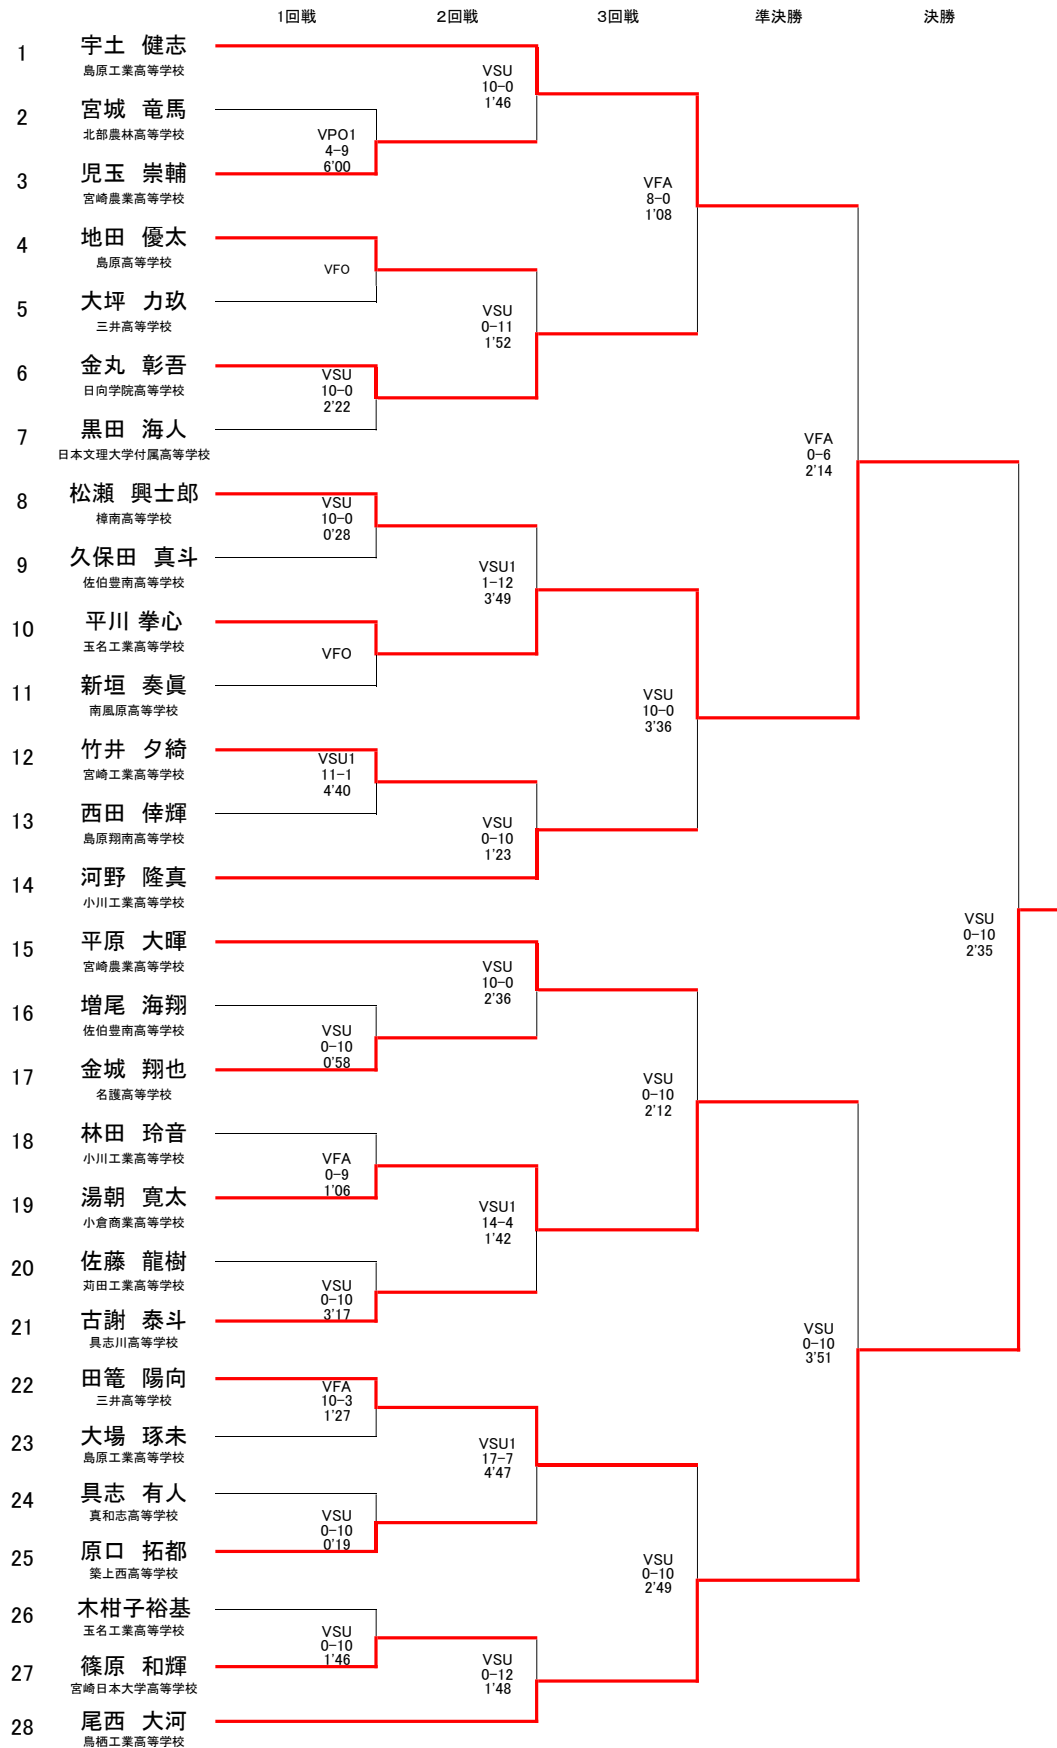 1回戦 2回戦 3回戦 準決勝 決勝
1 宇土 健志
島原工業高等学校
2 宮城 竜馬
北部農林高等学校
3 児玉 崇輔
宮崎農業高等学校
4 地田 優太
島原高等学校
5 大坪 力玖
三井高等学校
6 金丸 彰吾
日向学院高等学校
7 黒田 海人
日本文理大学付属高等学校
8 松瀬 興士郎
樟南高等学校
9 久保田 真斗
佐伯豊南高等学校
10 平川 拳心
玉名工業高等学校
11 新垣 奏眞
南風原高等学校
12 竹井 夕綺
宮崎工業高等学校
13 西田 倖輝
島原翔南高等学校
14 河野 隆真
小川工業高等学校
15 平原 大暉
宮崎農業高等学校
16 増尾 海翔
佐伯豊南高等学校
17 金城 翔也
名護高等学校
18 林田 玲音
小川工業高等学校
19 湯朝 寛太
小倉商業高等学校
20 佐藤 龍樹
苅田工業高等学校
21 古謝 泰斗
具志川高等学校
22 田篭 陽向
三井高等学校
23 大場 琢未
島原工業高等学校
24 具志 有人
真和志高等学校
25 原口 拓都
築上西高等学校
26 木柑子裕基
玉名工業高等学校
27 篠原 和輝
宮崎日本大学高等学校
28 尾西 大河
鳥栖工業高等学校
VPO1
4-9
6'00
VFO
VSU
10-0
2'22
VSU
10-0
0'28
VFO
VSU1
11-1
4'40
VSU
0-10
0'58
VFA
0-9
1'06
VSU
0-10
3'17
VFA
10-3
1'27
VSU
0-10
0'19
VSU
0-10
1'46
VSU
10-0
1'46
VSU
0-11
1'52
VSU1
1-12
3'49
VSU
0-10
1'23
VSU
10-0
2'36
VSU1
14-4
1'42
VSU1
17-7
4'47
VSU
0-12
1'48
VFA
8-0
1'08
VSU
10-0
3'36
VSU
0-10
2'12
VSU
0-10
2'49
VFA
0-6
2'14
VSU
0-10
3'51
VSU
0-10
2'35